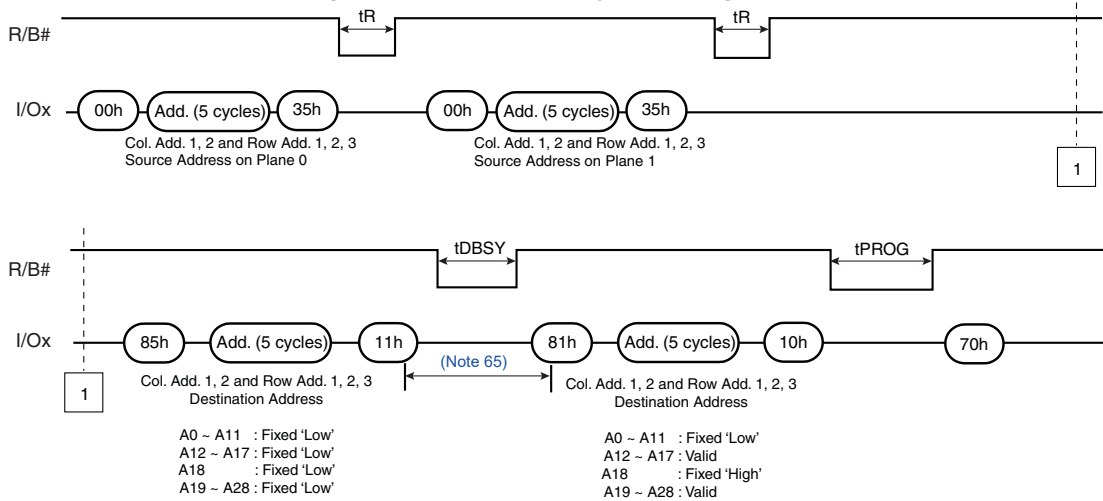 tR tR
R/B#
I/Ox 00h Add. (5 cycles) 35h 00h Add. (5 cycles) 35h
Col. Add. 1, 2 and Row Add. 1, 2, 3 Col. Add. 1, 2 and Row Add. 1, 2, 3
Source Address on Plane 0 Source Address on Plane 1
1
tDBSY tPROG
R/B#
I/Ox 85h Add. (5 cycles) 11h 81h Add. (5 cycles) 10h 70h
(Note 65)
1
Col. Add. 1, 2 and Row Add. 1, 2, 3 Col. Add. 1, 2 and Row Add. 1, 2, 3
Destination Address Destination Address
A0 ~ A11 : Fixed ‘Low’ A0 ~ A11 : Fixed ‘Low’
A12 ~ A17 : Fixed ‘Low’ A12 ~ A17 : Valid
A18 : Fixed ‘Low’ A18 : Fixed ‘High’
A19 ~ A28 : Fixed ‘Low’ A19 ~ A28 : Valid